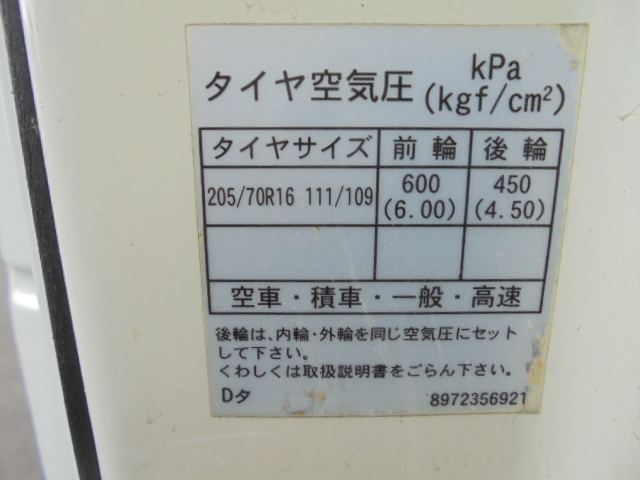 タイヤ空気圧 kPa
(kgf/cm²)
タイヤサイズ 前輪 後輪
205/70R16 111/109 600 450
(6.00) (4.50)
空車・積車・一般・高速
後輪は、内輪・外輪を同じ空気圧にセット
して下さい。
くわしくは取扱説明書をごらん下さい。
Dタ 8972356921